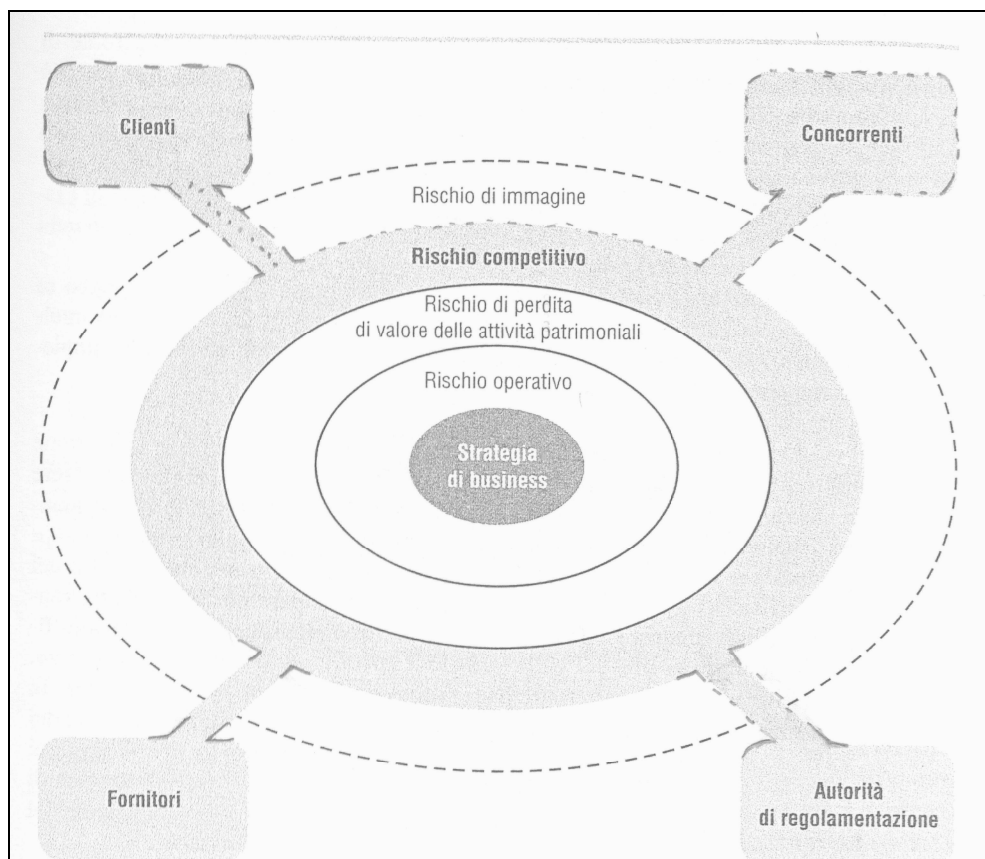 Clienti
Concorrenti
Rischio di immagine
Rischio competitivo
Rischio di perdita
di valore delle attività patrimoniali
Rischio operativo
Strategia
di business
Fornitori
Autorità
di regolamentazione